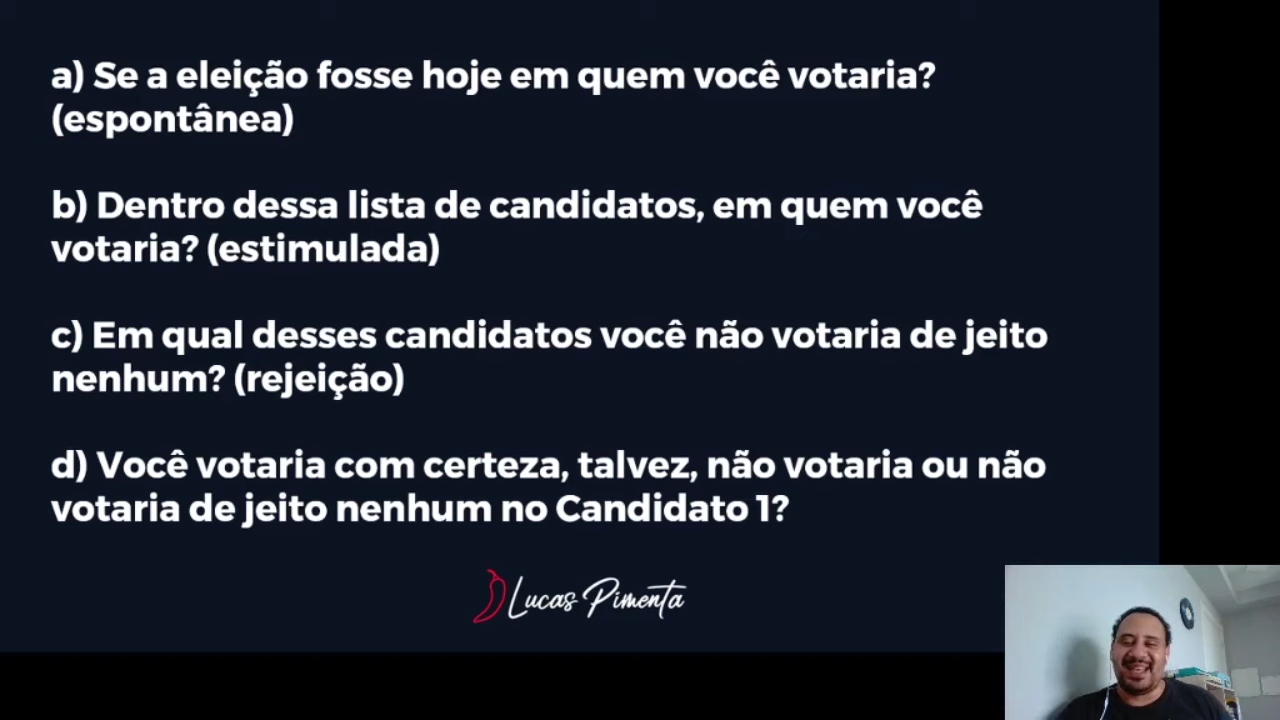 a) Se a eleição fosse hoje em quem você votaria?
(espontânea)
b) Dentro dessa lista de candidatos, em quem você
votaria? (estimulada)
c) Em qual desses candidatos você não votaria de jeito
nenhum? (rejeição)
d) Você votaria com certeza, talvez, não votaria ou não
votaria de jeito nenhum no Candidato 1?
Lucas Pimenta